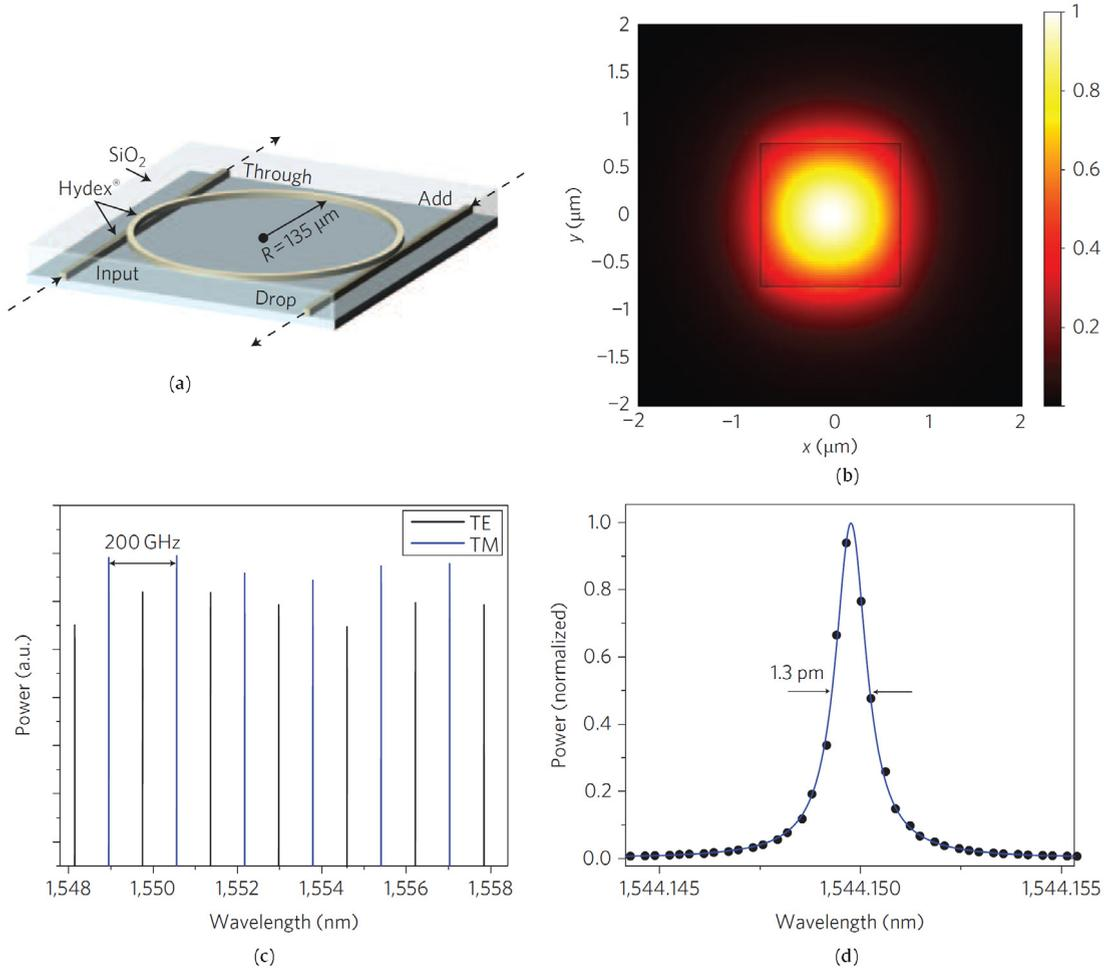 SiO2
Hydex®
Through
Add
R = 135 μm
Input
Drop
(a)
2
1.5
1
0.5
0
−0.5
−1
−1.5
−2
y (μm)
−2
−1
0
1
2
x (μm)
1
0.8
0.6
0.4
0.2
(b)
200 GHz
TE
TM
Power (a.u.)
1,548
1,550
1,552
1,554
1,556
1,558
Wavelength (nm)
(c)
1.0
0.8
0.6
0.4
0.2
0.0
Power (normalized)
1.3 pm
1,544.145
1,544.150
1,544.155
Wavelength (nm)
(d)